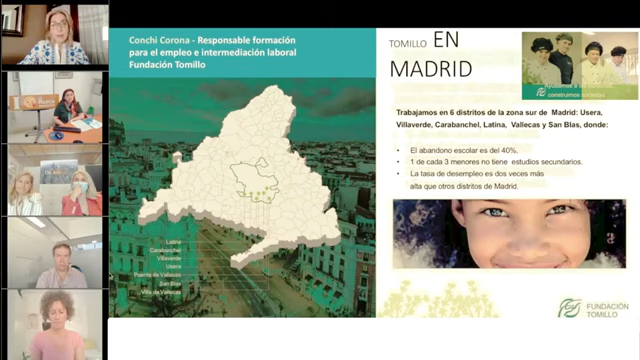 Conchi Corona - Responsable formación
para el empleo e intermediación laboral
Fundación Tomillo
TOMILLO EN
MADRID
construimos
Trabajamos en 6 distritos de la zona sur de Madrid: Usera,
Villaverde, Carabanchel, Latina, Vallecas y San Blas, donde:
El abandono escolar es del 40%.
1 de cada 3 menores no tiene estudios secundarios.
La tasa de desempleo es dos veces más
alta que otros distritos de Madrid.
Latina
Carabanchel
Villaverde
Usera
Puente de Vallecas
San Blas
Villa de Vallecas
FUNDACIÓN
TOMILLO